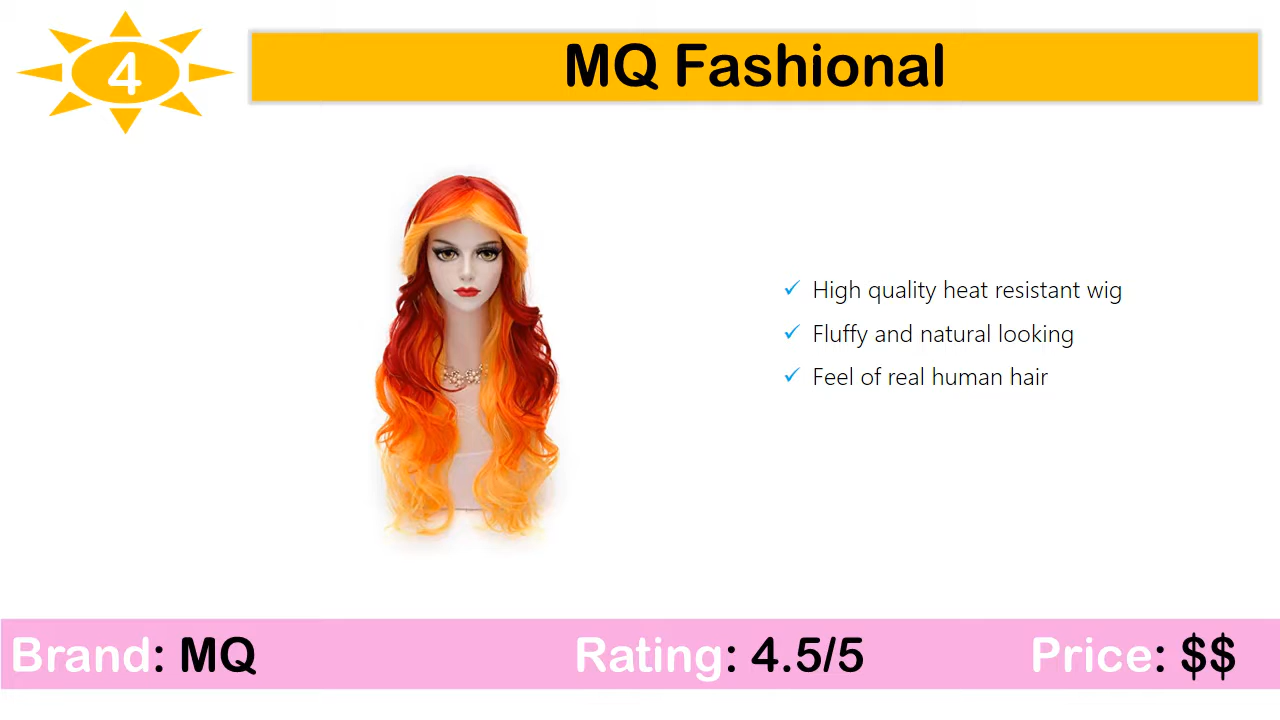 4
MQ Fashional
High quality heat resistant wig
Fluffy and natural looking
Feel of real human hair
Brand: MQ Rating: 4.5/5 Price: $$